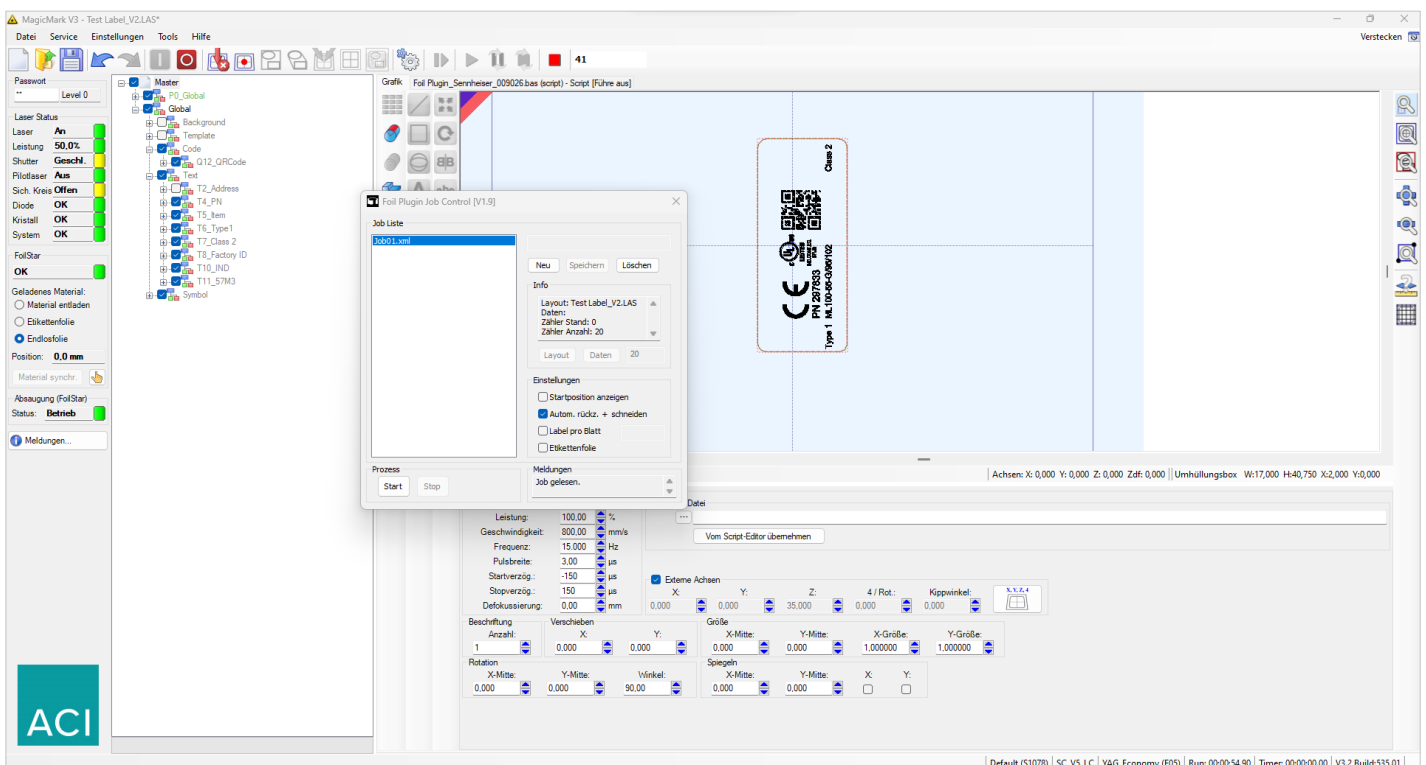 MagicMark V3 - Test Label_V2.LAS*
Datei Service Einstellungen Tools Hilfe
Verstecken
41
Passwort
** Level 0
Laser Status
Laser An
Leistung 50,0%
Shutter Geschl.
Pilotlaser Aus
Sich. Kreis Offen
Diode OK
Kristall OK
System OK
FoilStar
OK
Geladenes Material:
Material entladen
Etikettenfolie
Endlosfolie
Position: 0,0 mm
Material synchr.
Absaugung (FoilStar)
Status: Betrieb
Meldungen...
ACI
Master
P0_Global
Global
Background
Template
Code
Q12_QRCode
Text
T2_Address
T4_PN
T5_Item
T6_Type1
T7_Class 2
T8_Factory ID
T10_IND
T11_57M3
Symbol
Grafik Foil Plugin_Sennheiser_009026.bas (script) - Script [Führe aus]
Foil Plugin Job Control [V1.9]
Job Liste
Job01.xml
Neu Speichern Löschen
Info
Layout: Test Label_V2.LAS
Daten:
Zähler Stand: 0
Zähler Anzahl: 20
Layout Daten 20
Einstellungen
Startposition anzeigen
Autom. rückz. + schneiden
Label pro Blatt
Etikettenfolie
Prozess
Start Stop
Meldungen
Job gelesen.
Class 2
UL
LISTED
CE
PN 297833
Type 1 ML100-56-G/95/102
Achsen: X: 0,000 Y: 0,000 Z: 0,000 Zdf: 0,000 Umhüllungsbox W:17,000 H:40,750 X:2,000 Y:0,000
Datei
...
Vom Script-Editor übernehmen
Leistung: 100,00 %
Geschwindigkeit: 800,00 mm/s
Frequenz: 15.000 Hz
Pulsbreite: 3,00 µs
Startverzög.: -150 µs
Stopverzög.: 150 µs
Defokussierung: 0,00 mm
Externe Achsen
X: Y: Z: 4 / Rot.: Kippwinkel: X, Y, Z, 4
0.000 0.000 35.000 0.000 0.000
Beschriftung Verschieben Größe
Anzahl: X: Y: X-Mitte: Y-Mitte: X-Größe: Y-Größe:
1 0.000 0.000 0.000 0.000 1.000000 1.000000
Rotation Spiegeln
X-Mitte: Y-Mitte: Winkel: X-Mitte: Y-Mitte: X: Y:
0.000 0.000 90.00 0.000 0.000
Default (S1078) SC_V5_LC YAG_Economy (F05) Run: 00:00:54.90 Timer: 00:00:00.00 V3.2 Build:535.01